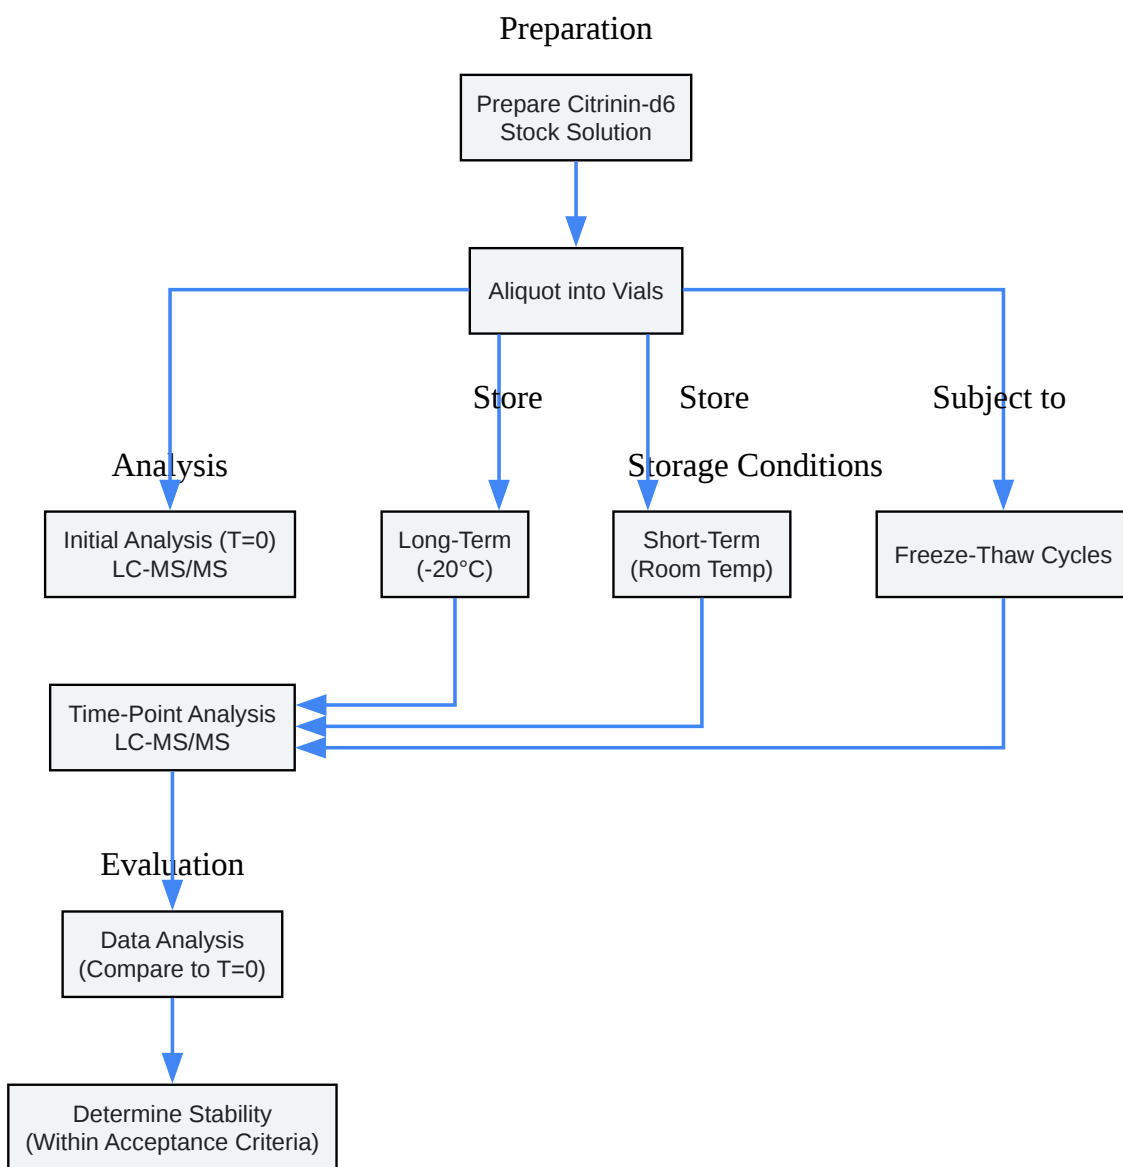 Preparation
Prepare Citrinin-d6
Stock Solution
Aliquot into Vials
Store
Store
Subject to
Analysis
Storage Conditions
Initial Analysis (T=0)
LC-MS/MS
Long-Term
(-20°C)
Short-Term
(Room Temp)
Freeze-Thaw Cycles
Time-Point Analysis
LC-MS/MS
Evaluation
Data Analysis
(Compare to T=0)
Determine Stability
(Within Acceptance Criteria)